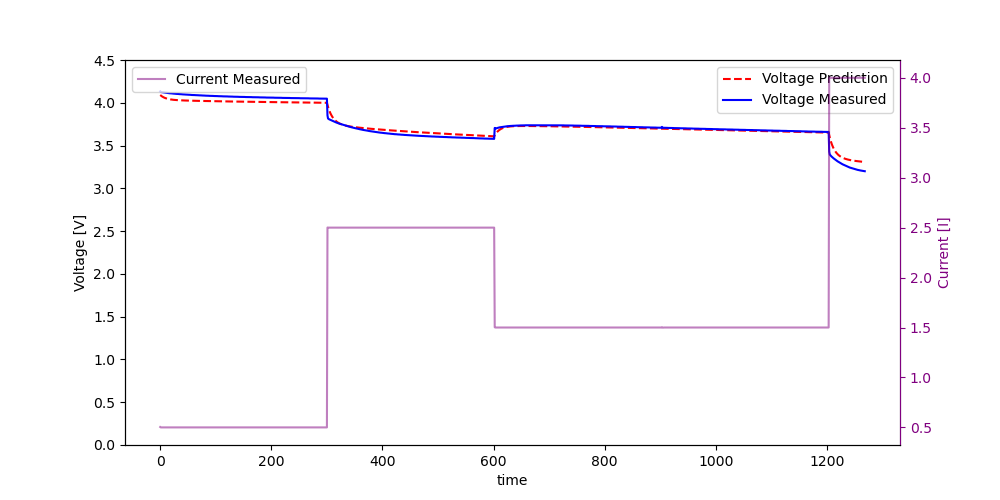 Current Measured
Voltage Prediction
Voltage Measured
4.5
4.0
3.5
3.0
2.5
2.0
1.5
1.0
0.5
0.0
Voltage [V]
4.0
3.5
3.0
2.5
2.0
1.5
1.0
0.5
Current [I]
0 200 400 600 800 1000 1200
time